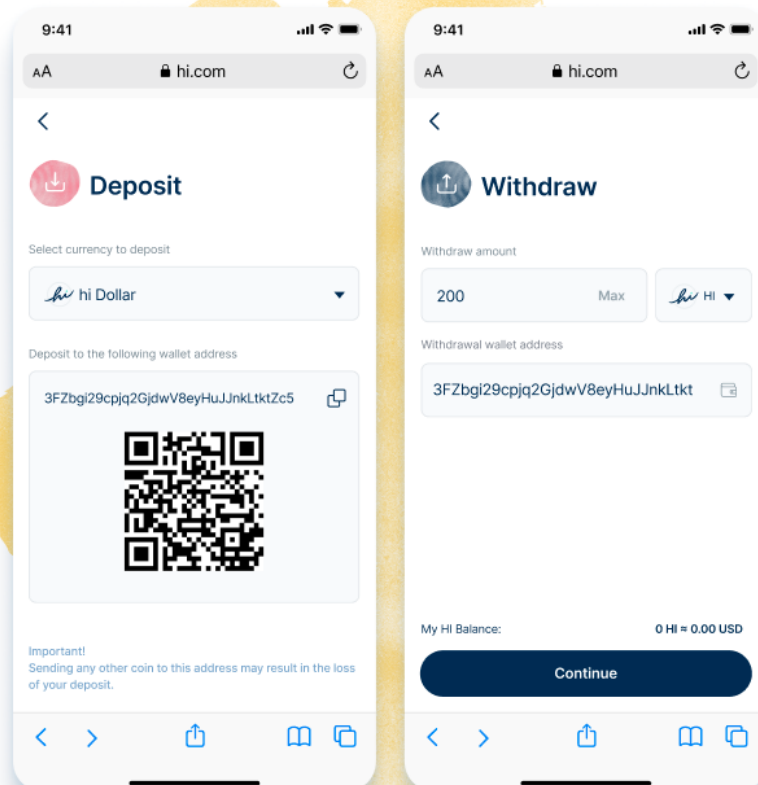 9:41
AA hi.com
Deposit
Select currency to deposit
hi hi Dollar
Deposit to the following wallet address
3FZbgi29cpjq2GjdwV8eyHuJJnkLtktZc5
Important!
Sending any other coin to this address may result in the loss
of your deposit.
9:41
AA hi.com
Withdraw
Withdraw amount
200 Max hi HI
Withdrawal wallet address
3FZbgi29cpjq2GjdwV8eyHuJJnkLtkt
My HI Balance: 0 HI ≈ 0.00 USD
Continue